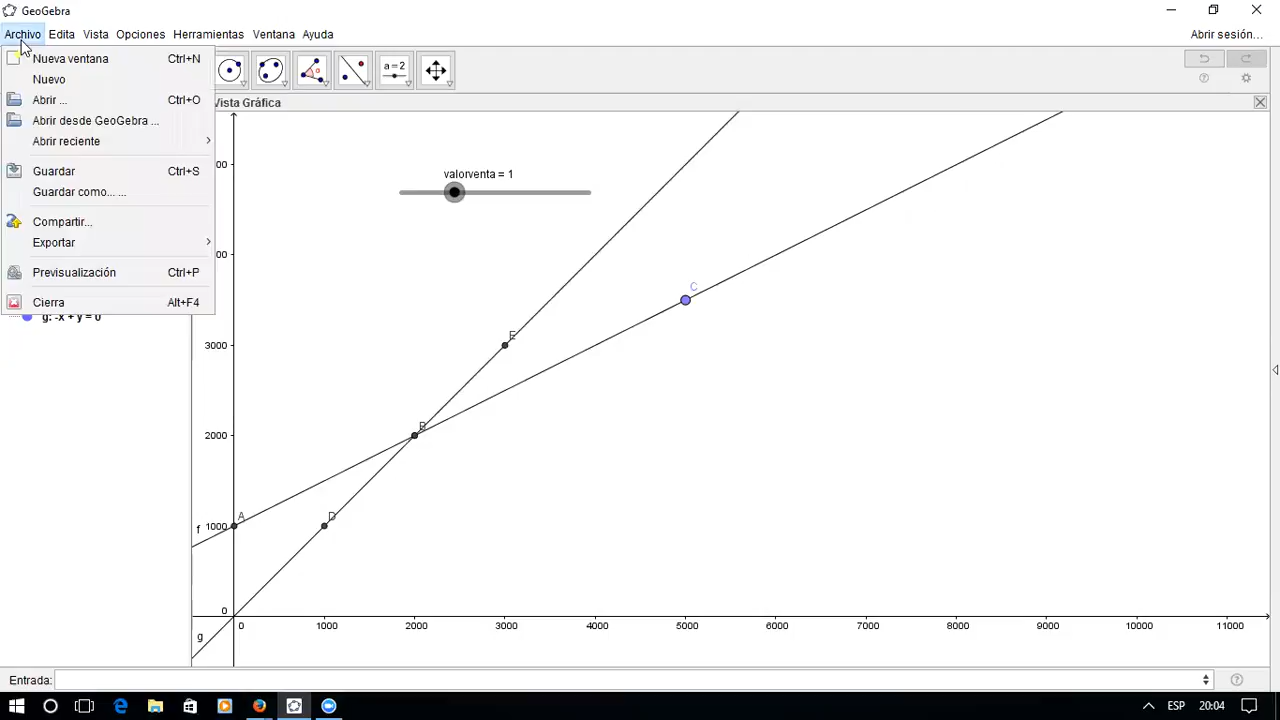 GeoGebra
Archivo Edita Vista Opciones Herramientas Ventana Ayuda Abrir sesión...
Nueva ventana Ctrl+N
Nuevo
Abrir ... Ctrl+O
Abrir desde GeoGebra ...
Abrir reciente
Guardar Ctrl+S
Guardar como... ...
Compartir...
Exportar
Previsualización Ctrl+P
Cierra Alt+F4
g: -x + y = 0
a = 2
Vista Gráfica
valorventa = 1
C
E
3000
B
2000
A
D
f 1000
0
g
0 1000 2000 3000 4000 5000 6000 7000 8000 9000 10000 11000
Entrada:
ESP 20:04